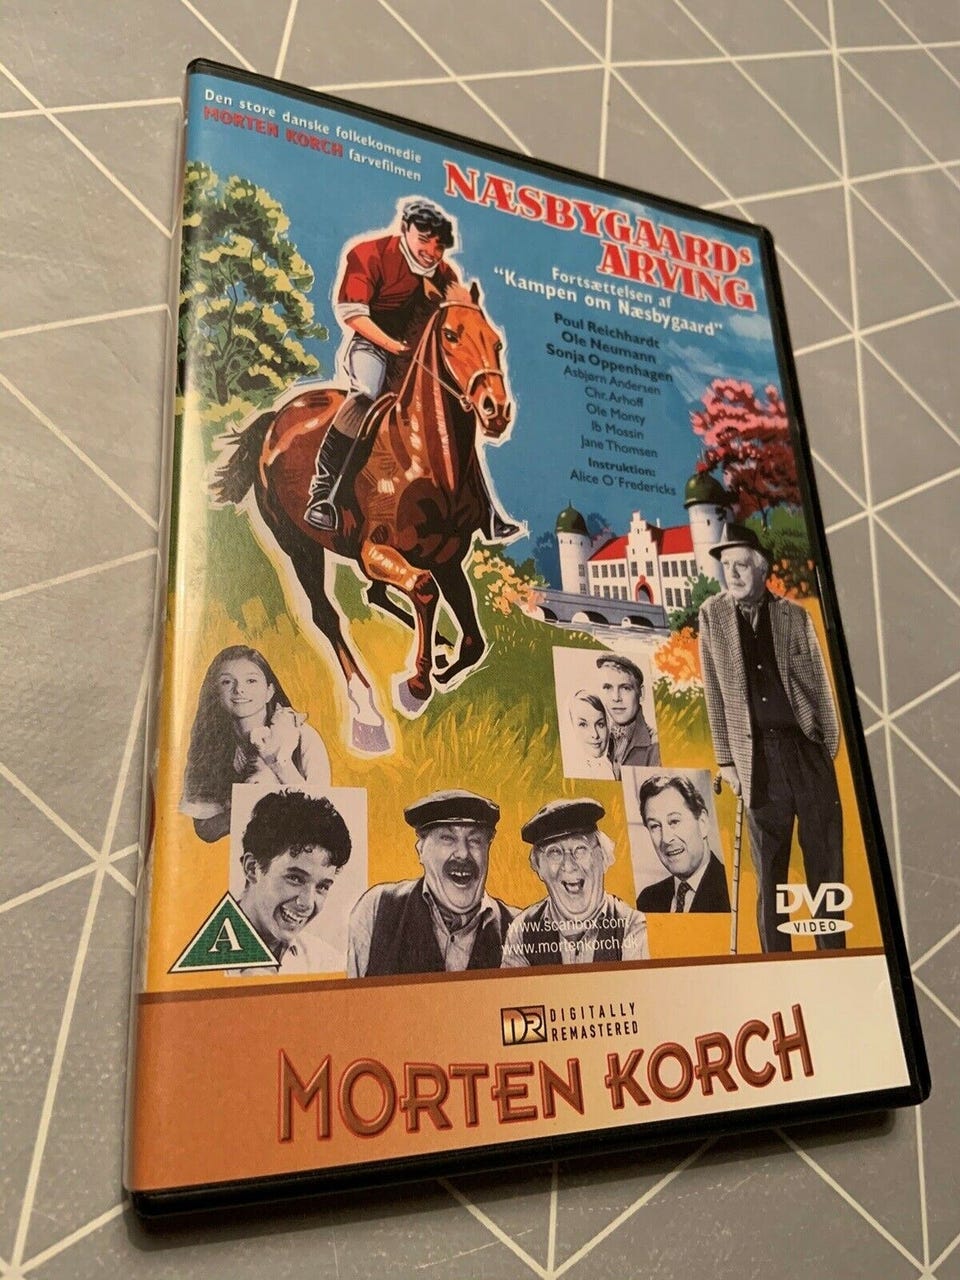 Den store danske folkekomedie
MORTEN KORCH farvefilmen
NÆSBYGAARDs
ARVING
Fortsættelsen af
"Kampen om Næsbygaard"
Poul Reichhardt
Ole Neumann
Sonja Oppenhagen
Asbjørn Andersen
Chr. Arhoff
Ole Monty
Ib Mossin
Jane Thomsen
Instruktion:
Alice O´Fredericks
A
www.scanbox.com
www.mortenkorch.dk
DVD
VIDEO
DR DIGITALLY
REMASTERED
MORTEN KORCH